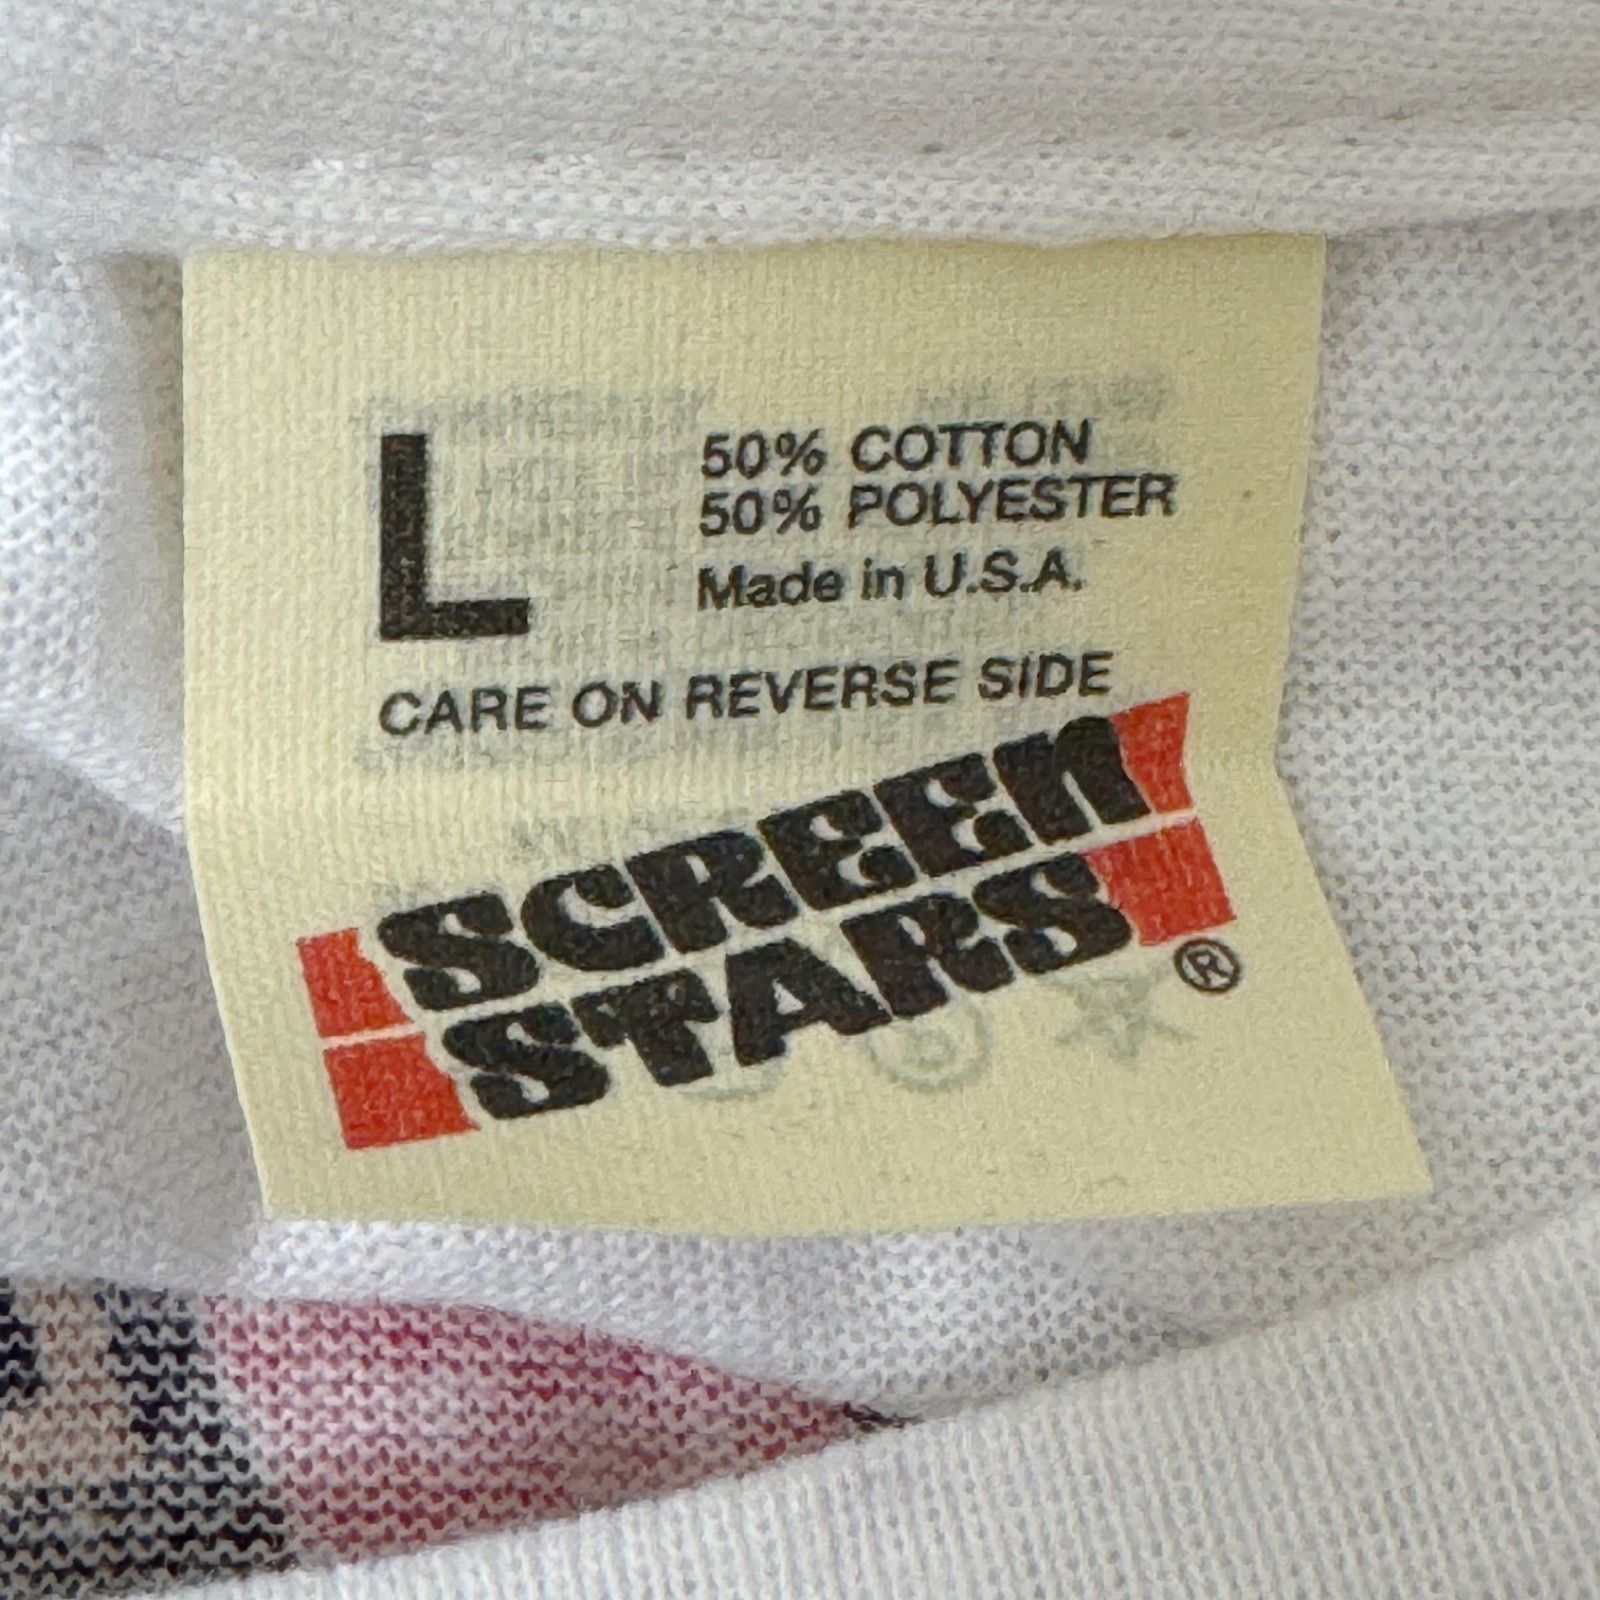 L
50% COTTON
50% POLYESTER
Made in U.S.A.
CARE ON REVERSE SIDE
SCREEN
STARS
®